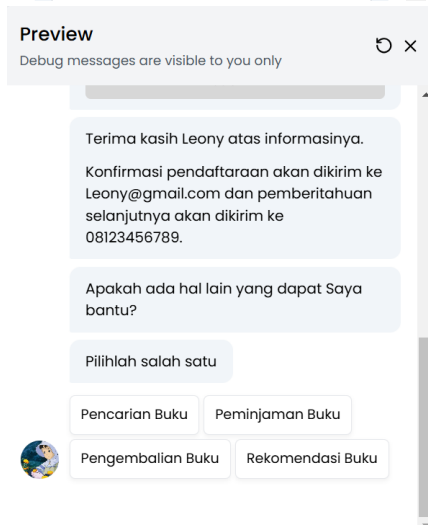 Preview
Debug messages are visible to you only
Terima kasih Leony atas informasinya.
Konfirmasi pendaftaraan akan dikirim ke
Leony@gmail.com dan pemberitahuan
selanjutnya akan dikirim ke
08123456789.
Apakah ada hal lain yang dapat Saya
bantu?
Pilihlah salah satu
Pencarian Buku
Peminjaman Buku
Pengembalian Buku
Rekomendasi Buku